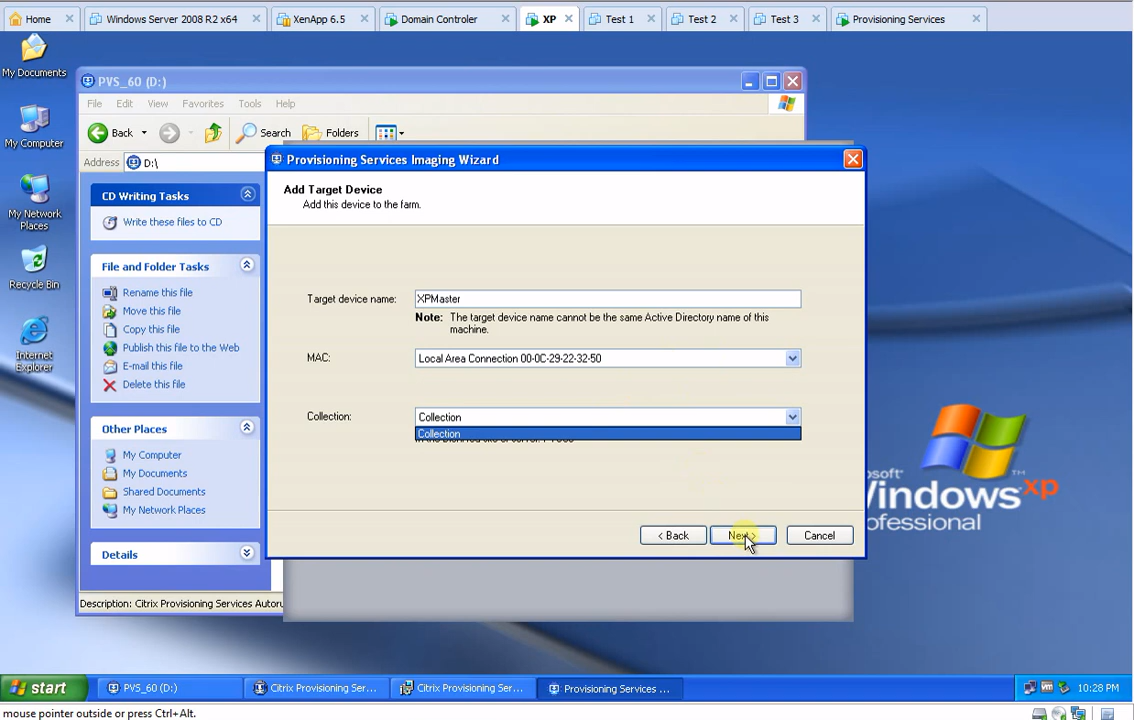 Home
Windows Server 2008 R2 x64
XenApp 6.5
Domain Controler
XP
Test 1
Test 2
Test 3
Provisioning Services
My Documents
My Computer
My Network
Places
Recycle Bin
Internet
Explorer
PVS_60 (D:)
File Edit View Favorites Tools Help
Back Search Folders
Address D:\
CD Writing Tasks
Write these files to CD
File and Folder Tasks
Rename this file
Move this file
Copy this file
Publish this file to the Web
E-mail this file
Delete this file
Other Places
My Computer
My Documents
Shared Documents
My Network Places
Details
Description: Citrix Provisioning Services Autoru
Provisioning Services Imaging Wizard
Add Target Device
Add this device to the farm.
Target device name: XPMaster
Note: The target device name cannot be the same Active Directory name of this
machine.
MAC: Local Area Connection 00-0C-29-22-32-50
Collection: Collection
Collection
< Back Next > Cancel
osoft
Windows xp
ofessional
start
PVS_60 (D:)
Citrix Provisioning Ser...
Citrix Provisioning Ser...
Provisioning Services ...
10:28 PM
mouse pointer outside or press Ctrl+Alt.